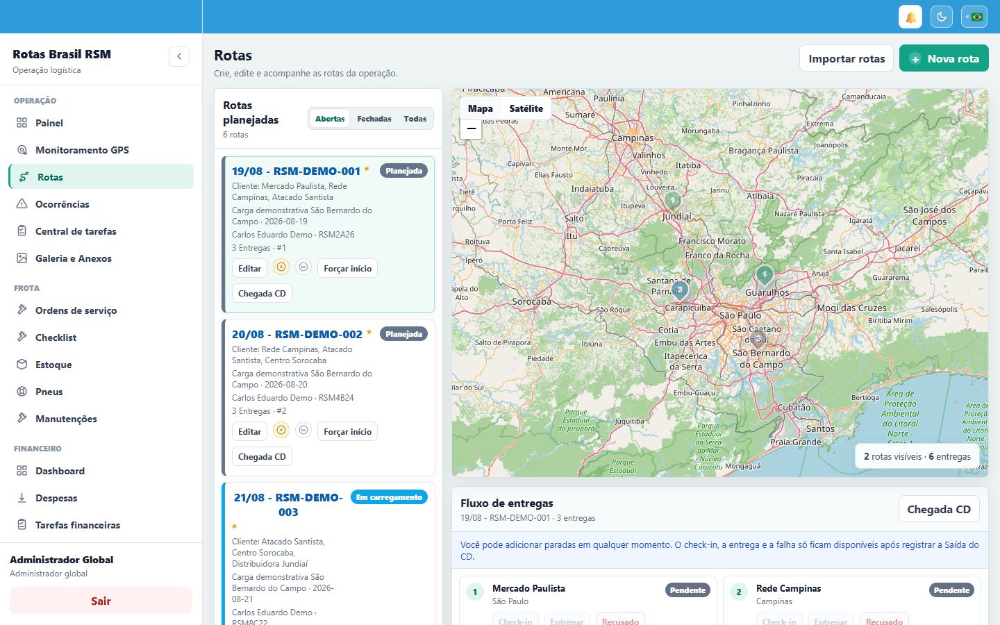 Rotas Brasil RSM
Operação logística
OPERAÇÃO
Painel
Monitoramento GPS
Rotas
Ocorrências
Central de tarefas
Galeria e Anexos
FROTA
Ordens de serviço
Checklist
Estoque
Pneus
Manutenções
FINANCEIRO
Dashboard
Despesas
Tarefas financeiras
Administrador Global
Administrador global
Sair
Rotas
Crie, edite e acompanhe as rotas da operação.
Importar rotas
+ Nova rota
Rotas
planejadas
6 rotas
Abertas Fechadas Todas
19/08 - RSM-DEMO-001 *
Planejada
Cliente: Mercado Paulista, Rede
Campinas, Atacado Santista
Carga demonstrativa São Bernardo do
Campo · 2026-08-19
Carlos Eduardo Demo · RSM2A26
3 Entregas · #1
Editar
Forçar início
Chegada CD
20/08 - RSM-DEMO-002 *
Planejada
Cliente: Rede Campinas, Atacado
Santista, Centro Sorocaba
Carga demonstrativa São Bernardo do
Campo · 2026-08-20
Carlos Eduardo Demo · RSM4B24
3 Entregas · #2
Editar
Forçar início
Chegada CD
21/08 - RSM-DEMO-
003
*
Em carregamento
Cliente: Atacado Santista,
Centro Sorocaba,
Distribuidora Jundiaí
Carga demonstrativa São
Bernardo do Campo · 2026-
08-21
Carlos Eduardo Demo ·
RSM8C22
Mapa Satélite
−
Piracicaba
Americana
Paulínia
Sumaré
das Pedras
Camanducaia
Pinhalzinho
Extrema
Campinas
Morungaba
Joanópolis
Monte Mor
Valinhos
Bragança Paulista
Capivari
Vinhedo
Itatiba
Elias Fausto
Piracaia
Tietê
Indaiatuba
Louveira
Jarinu
Atibaia
Itupeva
1
Jundiaí
Nazaré Paulista
São José dos
Campos
Salto
Igaratá
Porto Feliz
Itu
Boituva
Cabreuva
Francisco Morato
Franco da Rocha
Santa Isabel
Jacareí
Iperó
Arujá
Guararema
Santana de
Parnaíba
Guarulhos
Alto
Sorocaba
Carapicuíba
São Roque
Mogi das Cruzes
Salesópolis
São Paulo
Biritiba Mirim
Cotia
São Caetano
do Sul
Salto de Pirapora
Ibiúna
Embu das Artes
São Bernardo
do Campo
Piedade
Itapecerica
da Serra
ilar do Sul
Embu-Guaçu
Bertioga
Cubatão
Juquitiba
Santos
Praia Grande
Mongaguá
Parque
Estadual
do Jurupará
Parque
Estadual
da Serra
do Mar
- Núcleo
Curucutu
Parque
Estadual
Área de
Proteção
Ambiental
do Litoral
Norte -
2 rotas visíveis · 6 entregas
Fluxo de entregas
19/08 - RSM-DEMO-001 · 3 entregas
Chegada CD
Você pode adicionar paradas em qualquer momento. O check-in, a entrega e a falha só ficam disponíveis após registrar a Saída do
CD.
1
Mercado Paulista
São Paulo
Pendente
Check-in Entregar Recusado
2
Rede Campinas
Campinas
Pendente
Check-in Entregar Recusado